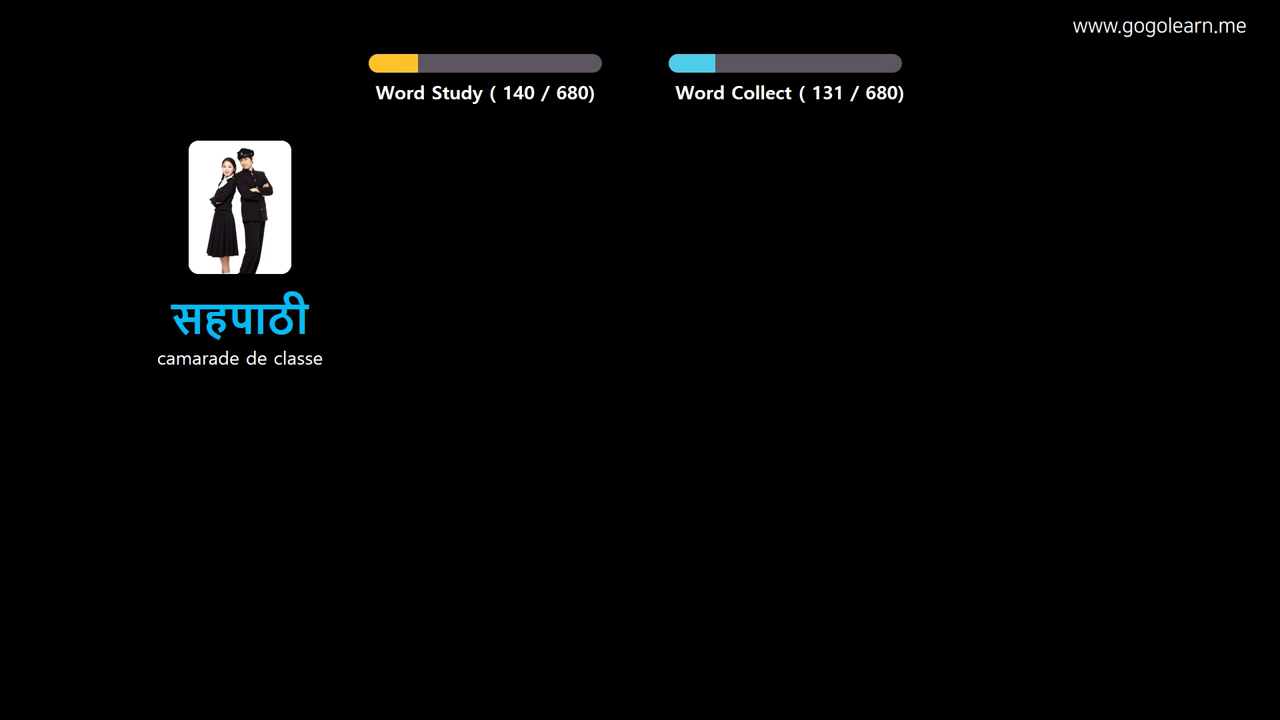 www.gogolearn.me
Word Study ( 140 / 680)
Word Collect ( 131 / 680)
सहपाठी
camarade de classe